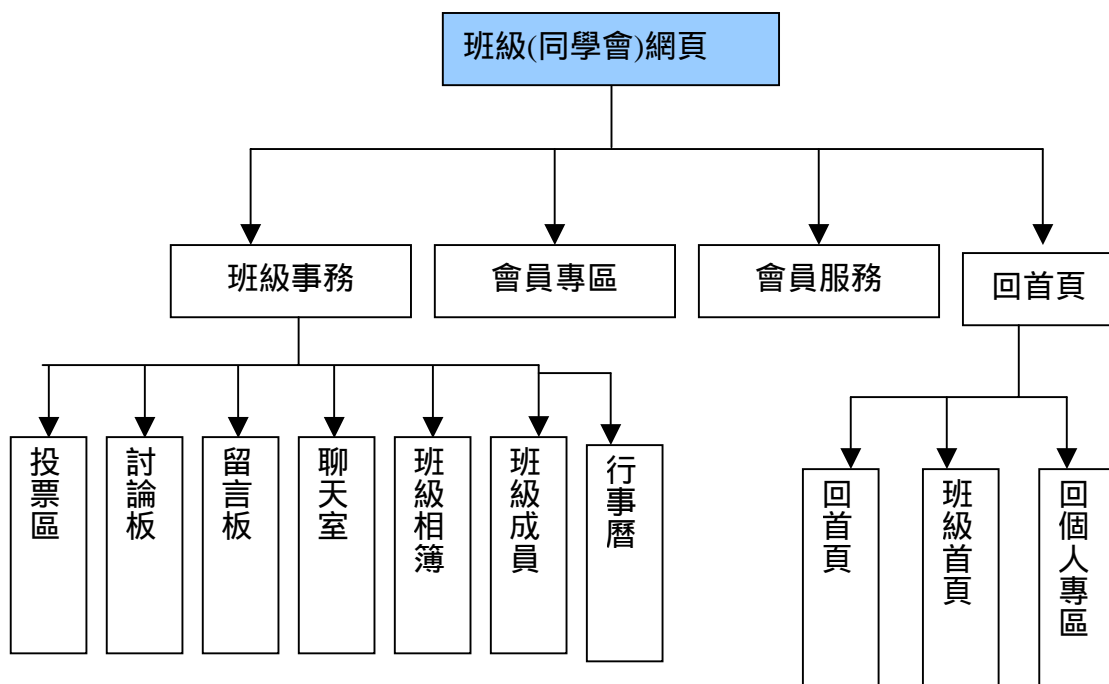 班級(同學會)網頁
班級事務
會員專區
會員服務
回首頁
投票區
討論板
留言板
聊天室
班級相簿
班級成員
行事曆
回首頁
班級首頁
回個人專區